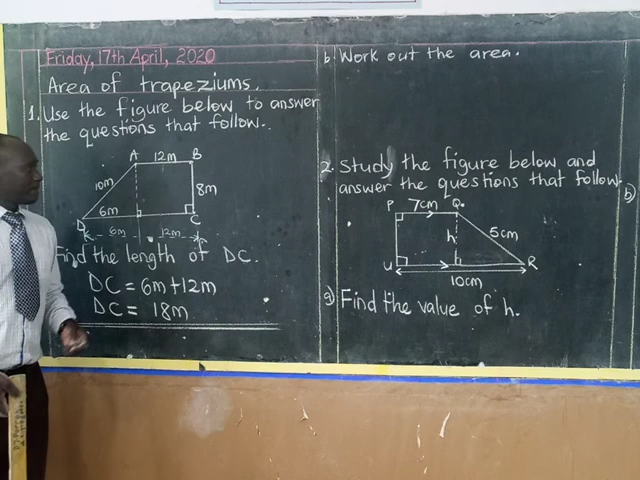 Friday, 17th April, 2020
Area of trapeziums.
1. Use the figure below to answer
the questions that follow.
A 12m B
10m
8m
D 6m C
6m 12m
Find the length of DC.
DC = 6m+12m
DC = 18m
b) Work out the area.
2. Study the figure below and
answer the questions that follow.
P 7cm Q
h 5cm
U R
10cm
a) Find the value of h.
b)